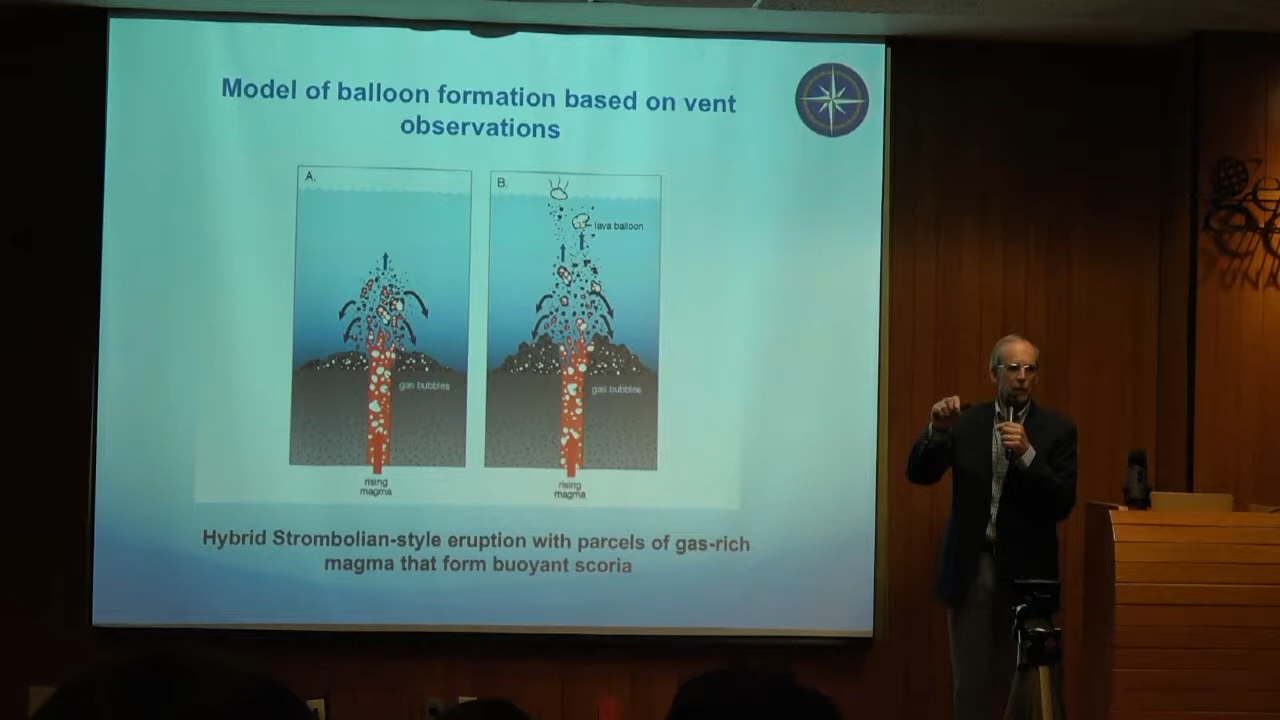 Model of balloon formation based on vent
observations
A.
B.
lava balloon
gas bubbles
gas bubbles
rising
magma
rising
magma
Hybrid Strombolian-style eruption with parcels of gas-rich
magma that form buoyant scoria